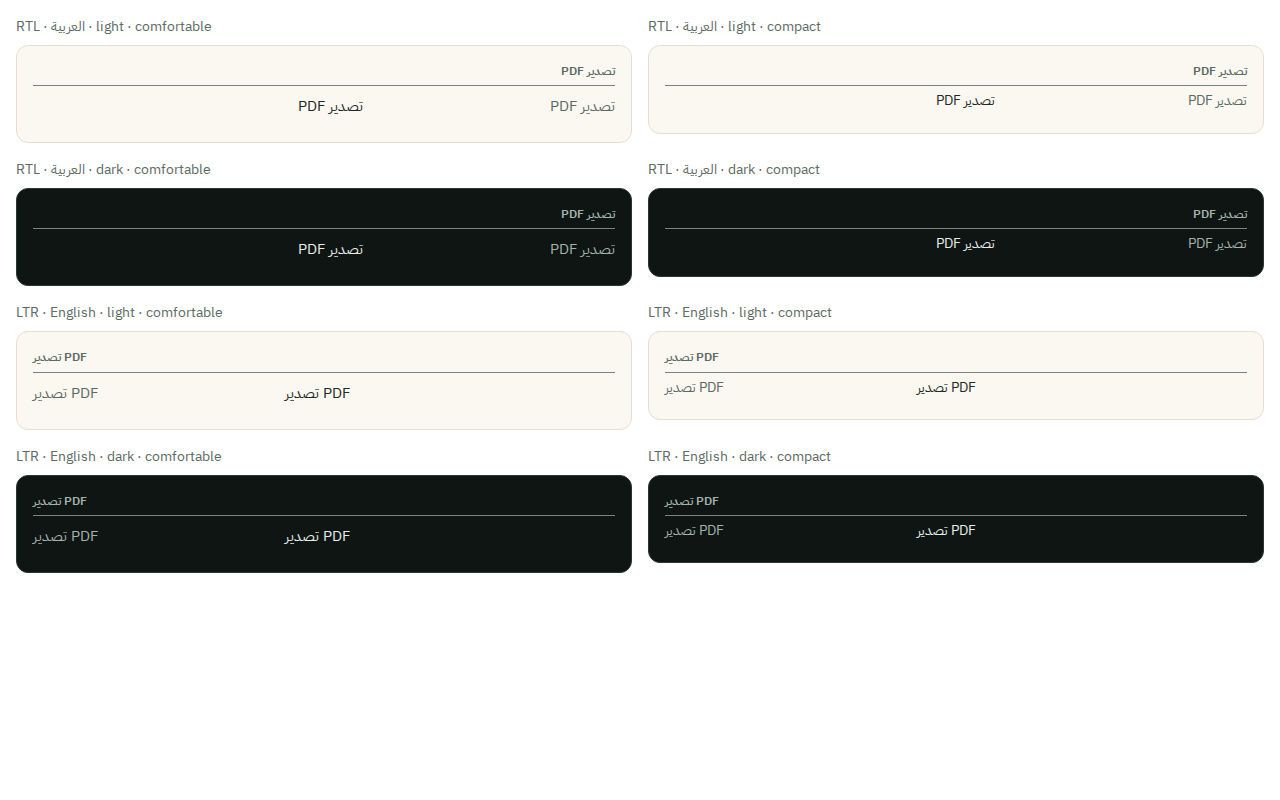 RTL · العربية · light · comfortable
تصدير PDF
تصدير PDF تصدير PDF
RTL · العربية · light · compact
تصدير PDF
تصدير PDF تصدير PDF
RTL · العربية · dark · comfortable
تصدير PDF
تصدير PDF تصدير PDF
RTL · العربية · dark · compact
تصدير PDF
تصدير PDF تصدير PDF
LTR · English · light · comfortable
تصدير PDF
تصدير PDF تصدير PDF
LTR · English · light · compact
تصدير PDF
تصدير PDF تصدير PDF
LTR · English · dark · comfortable
تصدير PDF
تصدير PDF تصدير PDF
LTR · English · dark · compact
تصدير PDF
تصدير PDF تصدير PDF